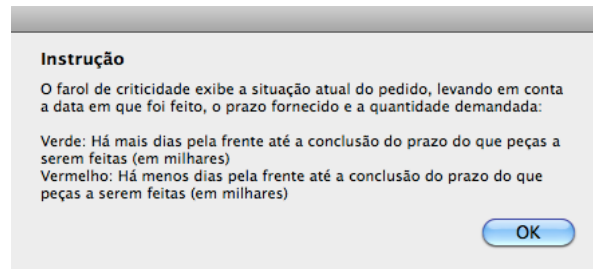 Instrução
O farol de criticidade exibe a situação atual do pedido, levando em conta
a data em que foi feito, o prazo fornecido e a quantidade demandada:
Verde: Há mais dias pela frente até a conclusão do prazo do que peças a
serem feitas (em milhares)
Vermelho: Há menos dias pela frente até a conclusão do prazo do que
peças a serem feitas (em milhares)
OK